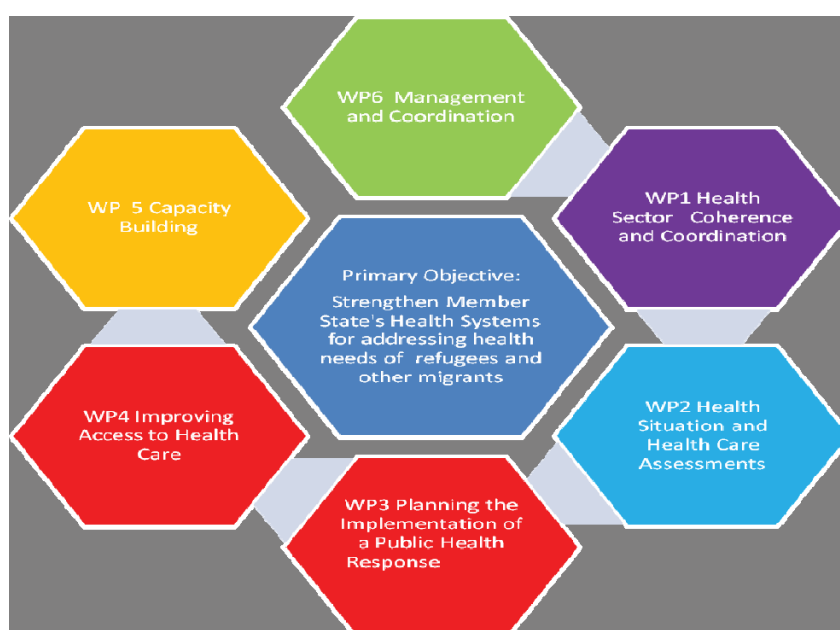 WP6 Management
and Coordination
WP 5 Capacity
Building
WP1 Health
Sector Coherence
and Coordination
Primary Objective:
Strengthen Member
State's Health Systems
for addressing health
needs of refugees and
other migrants
WP4 Improving
Access to Health
Care
WP2 Health
Situation and
Health Care
Assessments
WP3 Planning the
Implementation of
a Public Health
Response